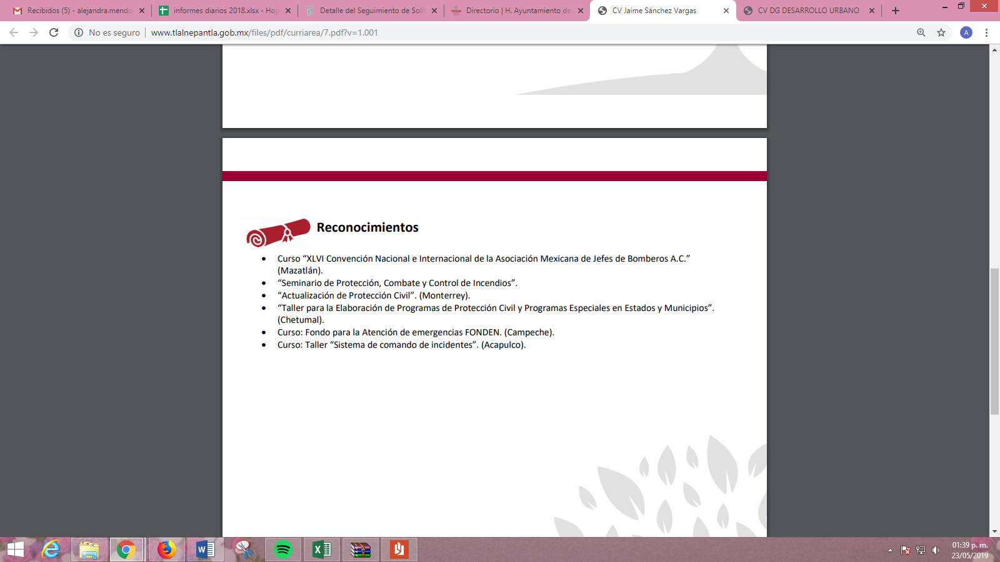 Recibidos (5) - alejandra.mendo
informes diarios 2018.xlsx - Hoj
Detalle del Seguimiento de Solic
Directorio | H. Ayuntamiento de
CV Jaime Sánchez Vargas
CV DG DESARROLLO URBANO
No es seguro
www.tlalnepantla.gob.mx/files/pdf/curriarea/7.pdf?v=1.001
A
Reconocimientos
• Curso “XLVI Convención Nacional e Internacional de la Asociación Mexicana de Jefes de Bomberos A.C.”
(Mazatlán).
• “Seminario de Protección, Combate y Control de Incendios”.
• “Actualización de Protección Civil”. (Monterrey).
• “Taller para la Elaboración de Programas de Protección Civil y Programas Especiales en Estados y Municipios”.
(Chetumal).
• Curso: Fondo para la Atención de emergencias FONDEN. (Campeche).
• Curso: Taller “Sistema de comando de incidentes”. (Acapulco).
01:39 p. m.
23/05/2019